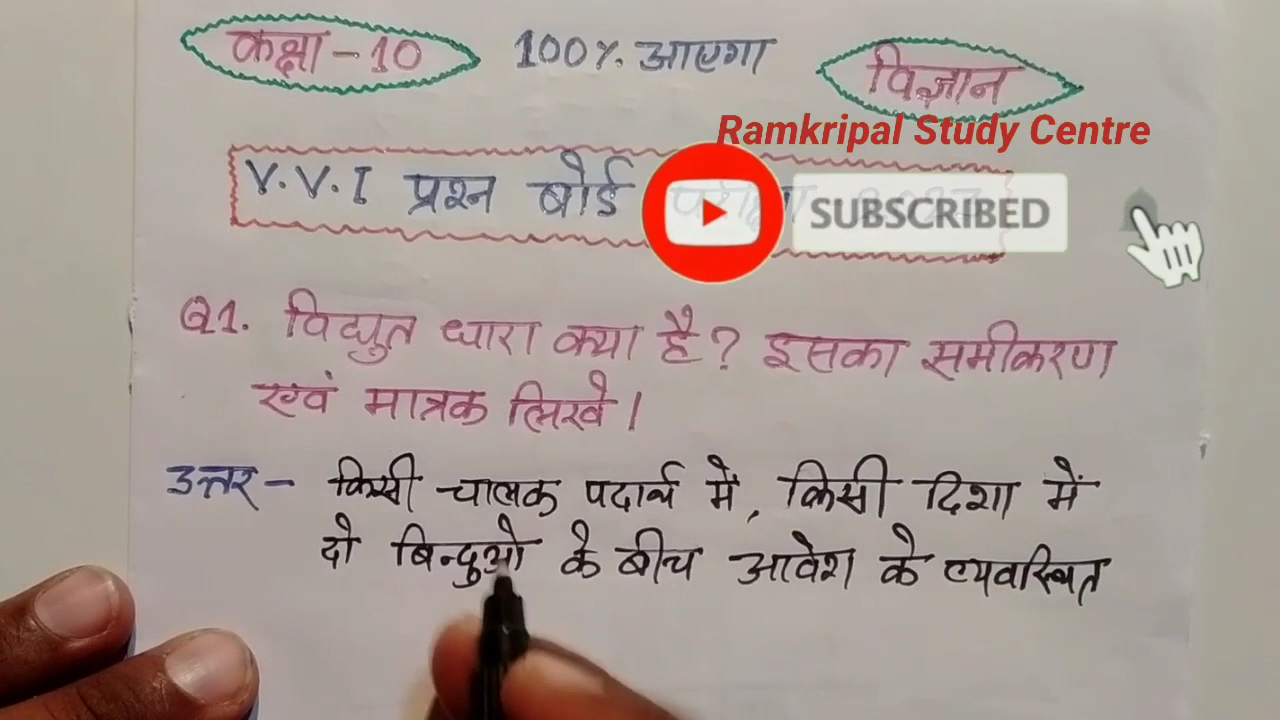 कक्षा - 10 100% आएगा विज्ञान
Ramkripal Study Centre
V.V.I प्रश्न बोर्ड
SUBSCRIBED
Q1. विद्युत धारा क्या है? इसका समीकरण
एवं मात्रक लिखे।
उत्तर- किसी चालक पदार्थ में, किसी दिशा में
दो बिन्दुओ के बीच आवेश के व्यवस्थित